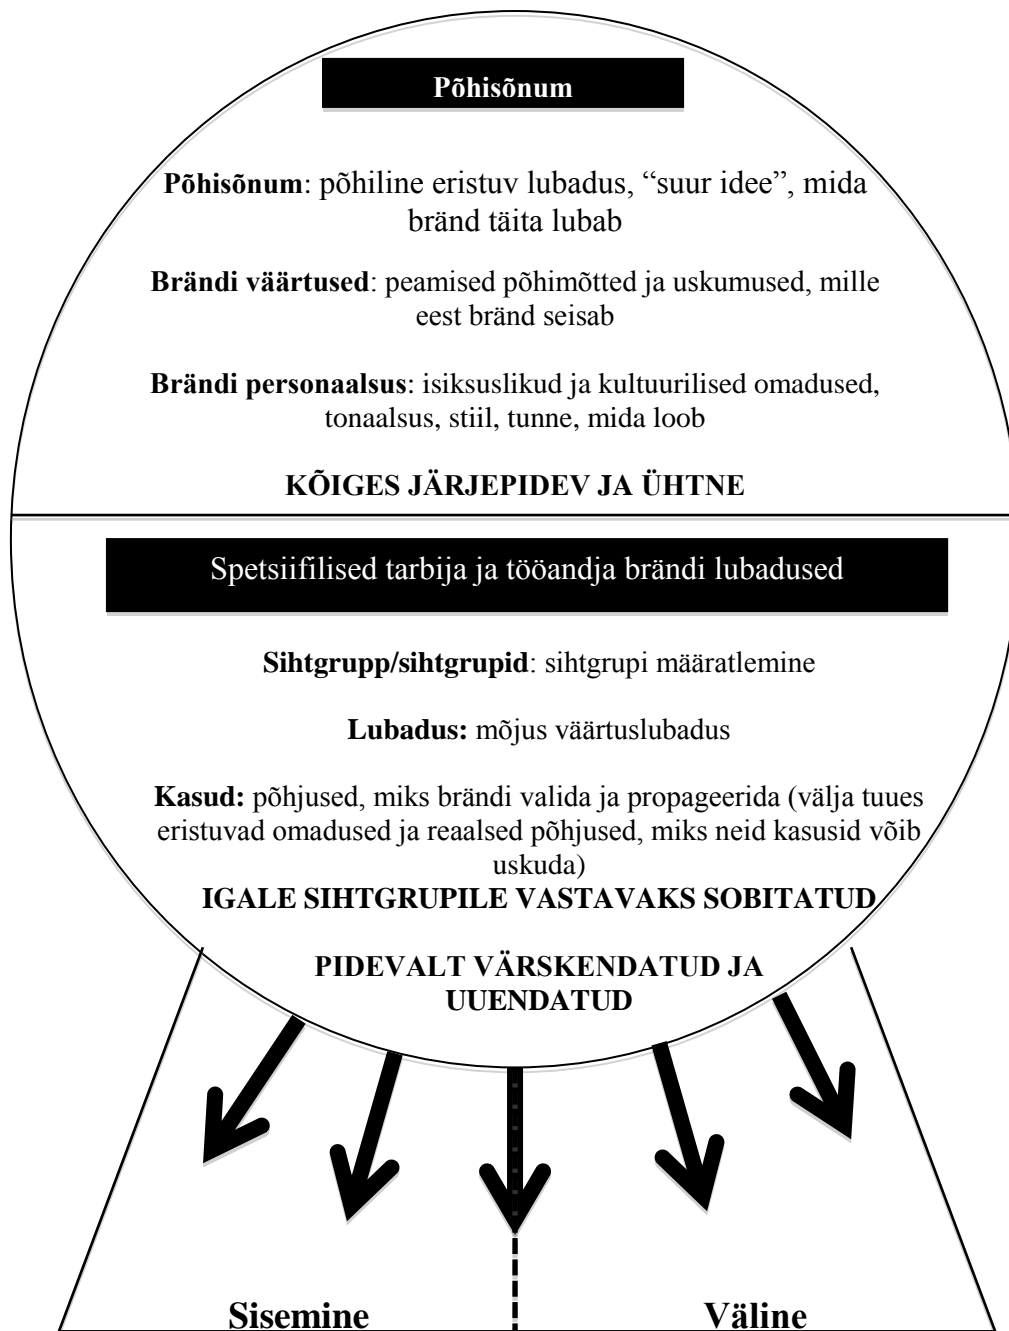 Põhisõnum
Põhisõnum: põhiline eristuv lubadus, “suur idee”, mida
bränd täita lubab
Brändi väärtused: peamised põhimõtted ja uskumused, mille
eest bränd seisab
Brändi personaalsus: isiksuslikud ja kultuurilised omadused,
tonaalsus, stiil, tunne, mida loob
KÕIGES JÄRJEPIDEV JA ÜHTNE
Spetsiifilised tarbija ja tööandja brändi lubadused
Sihtgrupp/sihtgrupid: sihtgrupi määratlemine
Lubadus: mõjus väärtuslubadus
Kasud: põhjused, miks brändi valida ja propageerida (välja tuues
eristuvad omadused ja reaalsed põhjused, miks neid kasusid võib
uskuda)
IGALE SIHTGRUPILE VASTAVAKS SOBITATUD
PIDEVALT VÄRSKENDATUD JA
UUENDATUD
Sisemine
Väline